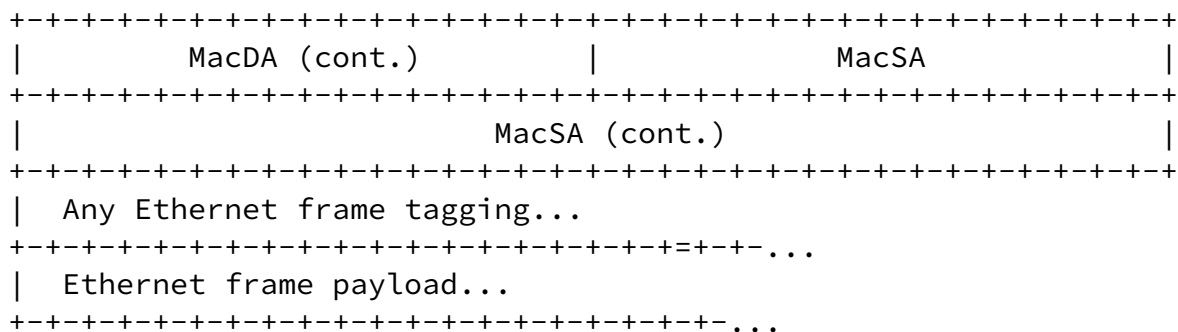 +-+-+-+-+-+-+-+-+-+-+-+-+-+-+-+-+-+-+-+-+-+-+-+-+-+-+-+-+-+-+-+-+
|         MacDA (cont.)         |             MacSA             |
+-+-+-+-+-+-+-+-+-+-+-+-+-+-+-+-+-+-+-+-+-+-+-+-+-+-+-+-+-+-+-+-+
|                          MacSA (cont.)                        |
+-+-+-+-+-+-+-+-+-+-+-+-+-+-+-+-+-+-+-+-+-+-+-+-+-+-+-+-+-+-+-+-+
|  Any Ethernet frame tagging...
+-+-+-+-+-+-+-+-+-+-+-+-+-+-+-+-+-+-+=+-+-...
|  Ethernet frame payload...
+-+-+-+-+-+-+-+-+-+-+-+-+-+-+-+-+-+-+-+-...